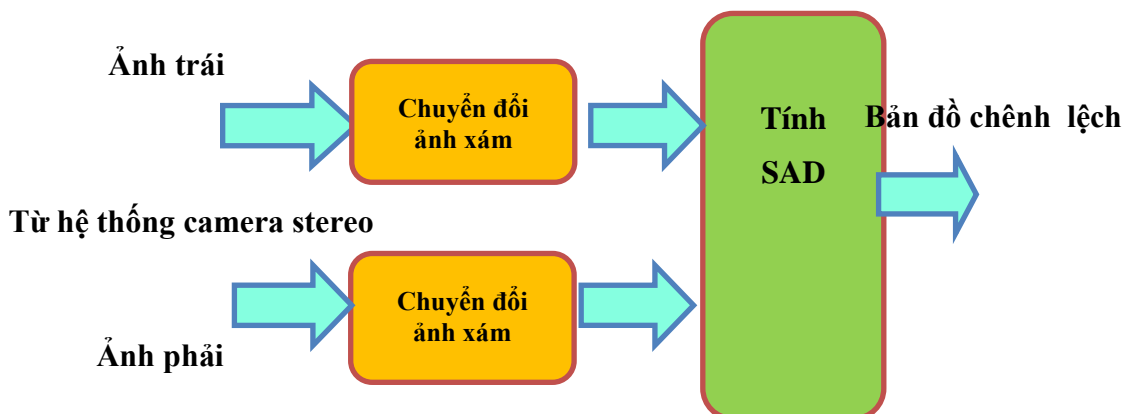 Ảnh trái
Chuyển đổi
ảnh xám
Tính
SAD
Bản đồ chênh lệch
Từ hệ thống camera stereo
Chuyển đổi
ảnh xám
Ảnh phải